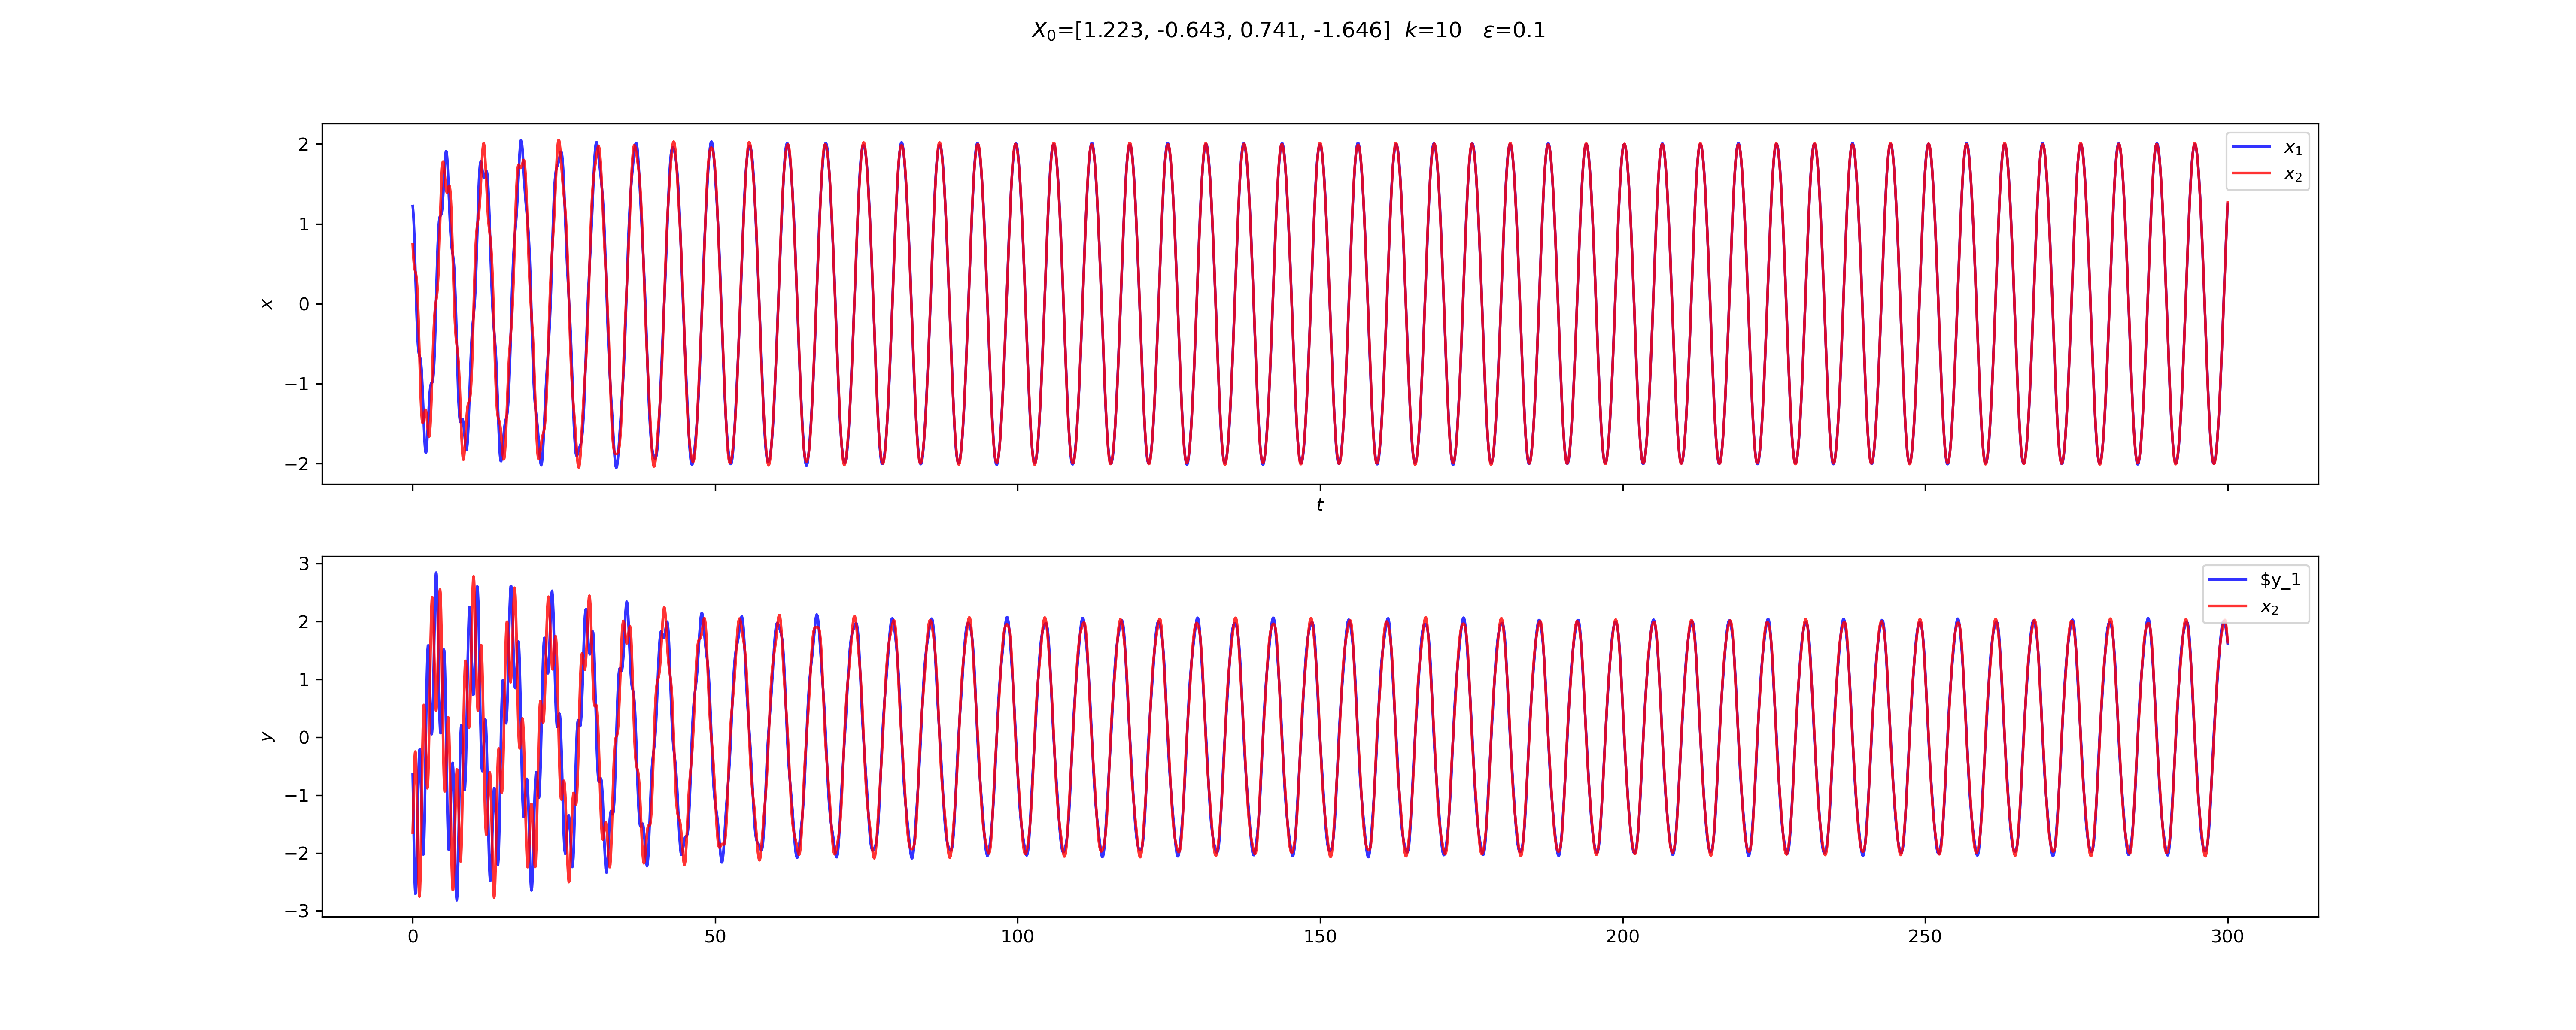 X₀=[1.223, -0.643, 0.741, -1.646] k=10 ε=0.1
2
1
0
−1
−2
x
x₁
x₂
t
3
2
1
0
−1
−2
−3
y
$y_1
x₂
0 50 100 150 200 250 300